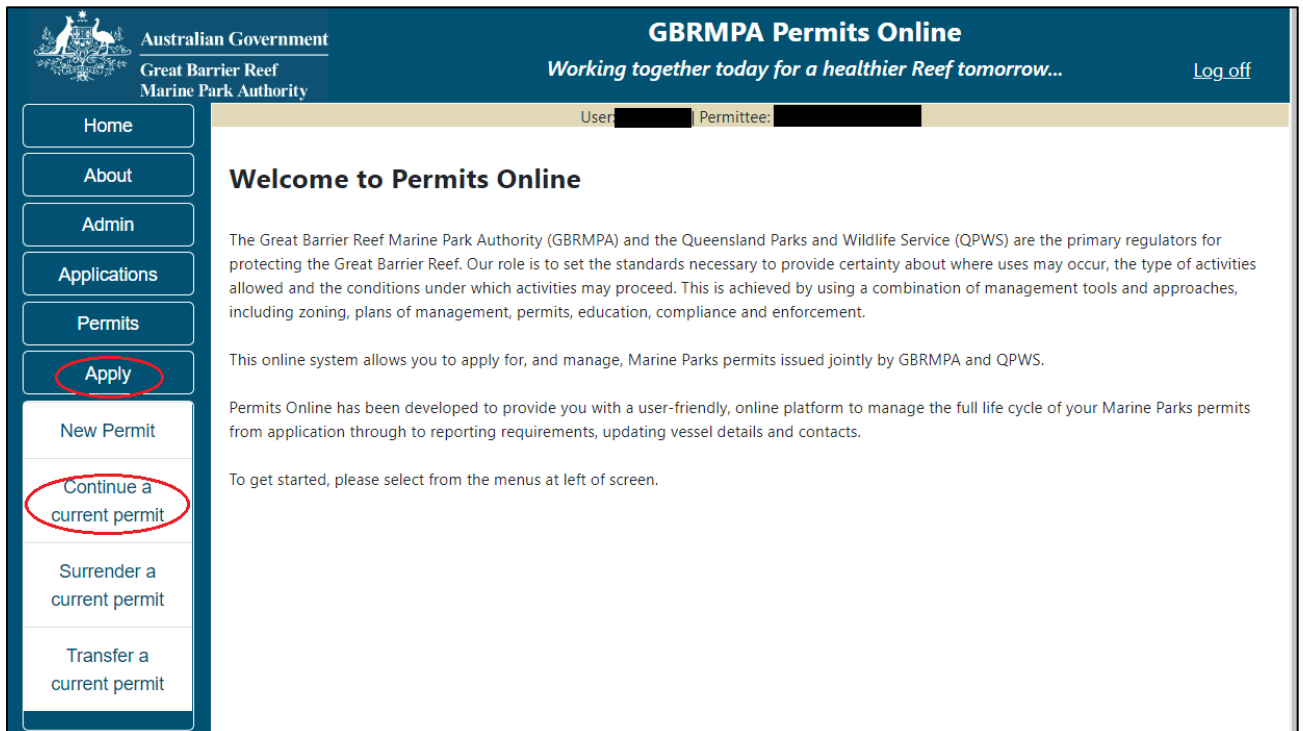 Australian Government
Great Barrier Reef
Marine Park Authority
GBRMPA Permits Online
Working together today for a healthier Reef tomorrow...
Log off
User: | Permittee:
Home
About
Admin
Applications
Permits
Apply
New Permit
Continue a
current permit
Surrender a
current permit
Transfer a
current permit
Welcome to Permits Online
The Great Barrier Reef Marine Park Authority (GBRMPA) and the Queensland Parks and Wildlife Service (QPWS) are the primary regulators for
protecting the Great Barrier Reef. Our role is to set the standards necessary to provide certainty about where uses may occur, the type of activities
allowed and the conditions under which activities may proceed. This is achieved by using a combination of management tools and approaches,
including zoning, plans of management, permits, education, compliance and enforcement.
This online system allows you to apply for, and manage, Marine Parks permits issued jointly by GBRMPA and QPWS.
Permits Online has been developed to provide you with a user-friendly, online platform to manage the full life cycle of your Marine Parks permits
from application through to reporting requirements, updating vessel details and contacts.
To get started, please select from the menus at left of screen.